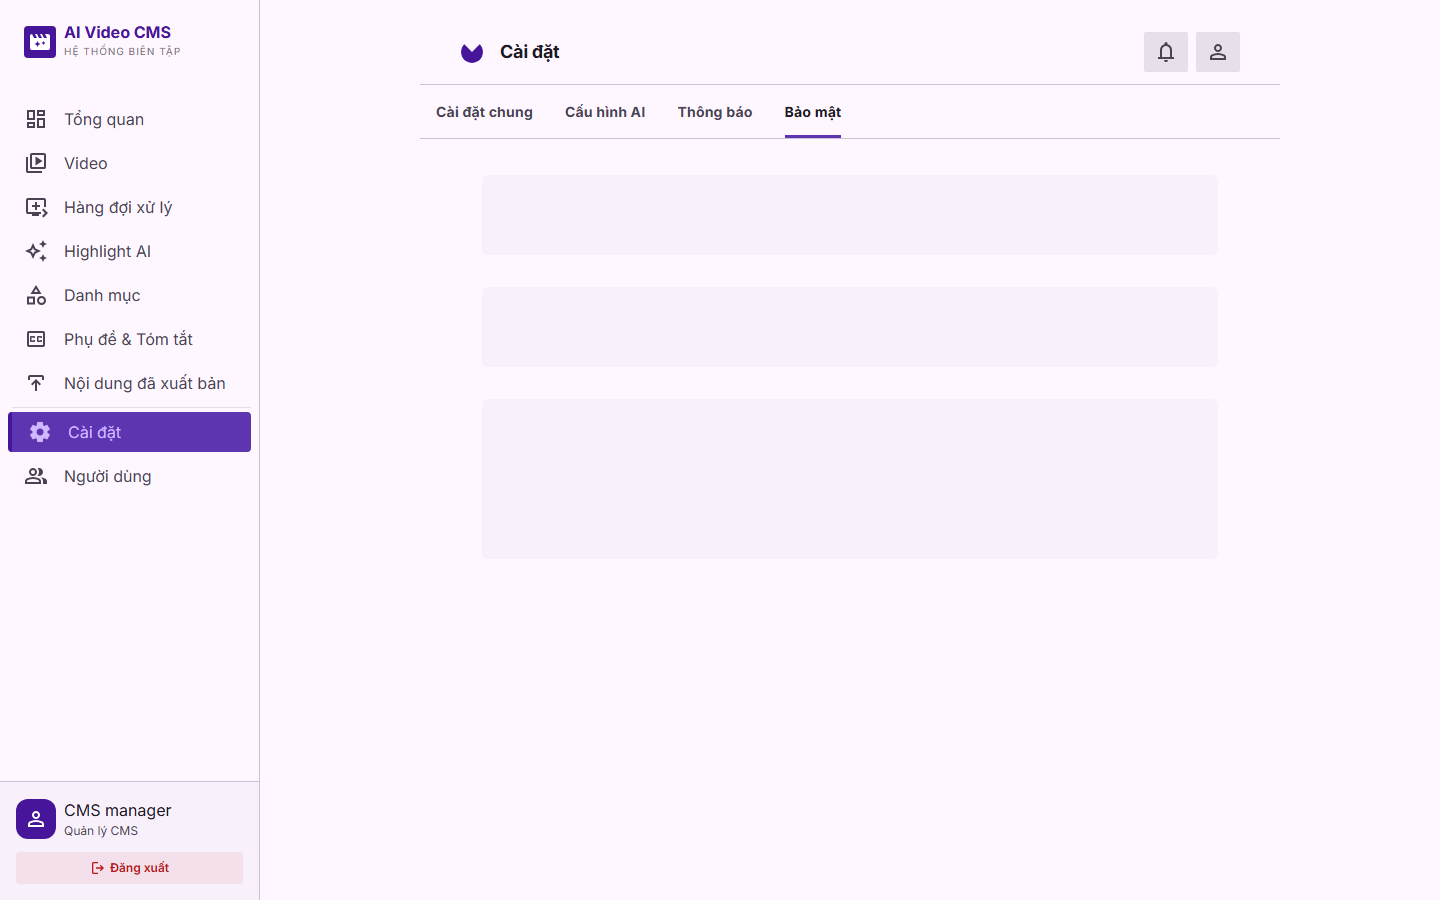 AI Video CMS
HỆ THỐNG BIÊN TẬP
Tổng quan
Video
Hàng đợi xử lý
Highlight AI
Danh mục
Phụ đề & Tóm tắt
Nội dung đã xuất bản
Cài đặt
Người dùng
CMS manager
Quản lý CMS
Đăng xuất
Cài đặt
Cài đặt chung
Cấu hình AI
Thông báo
Bảo mật